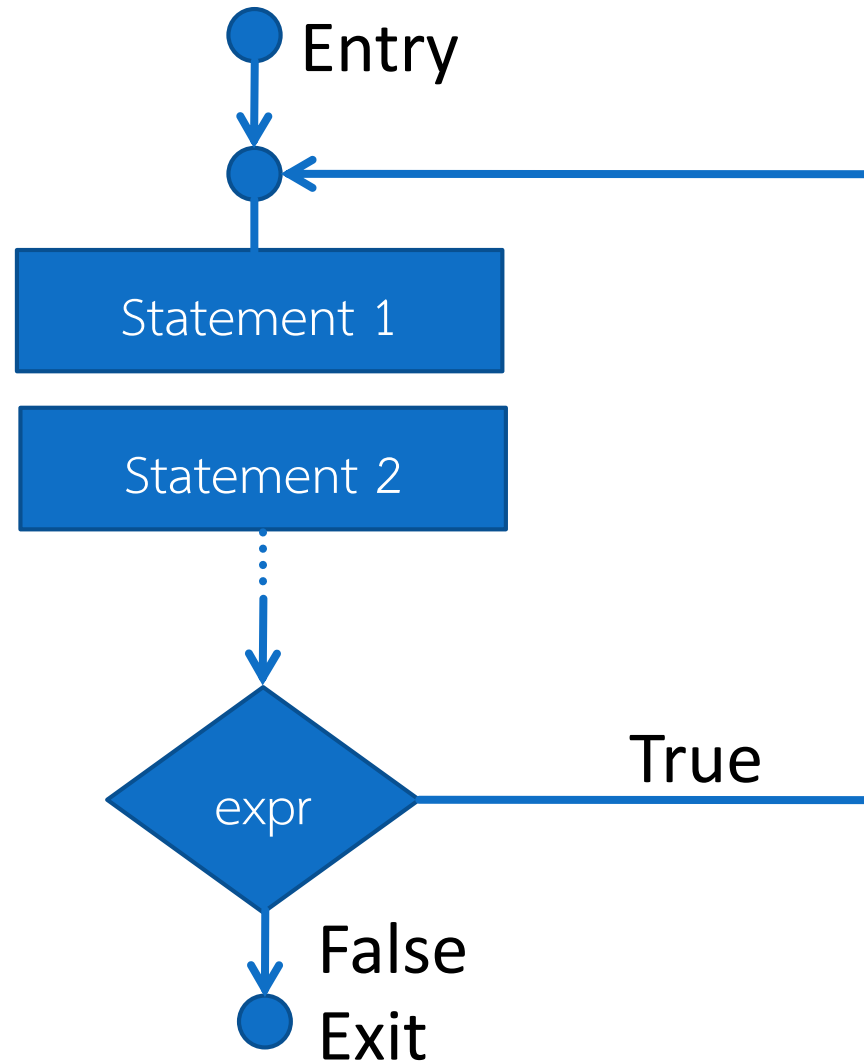 Entry
Statement 1
Statement 2
True
expr
False
Exit